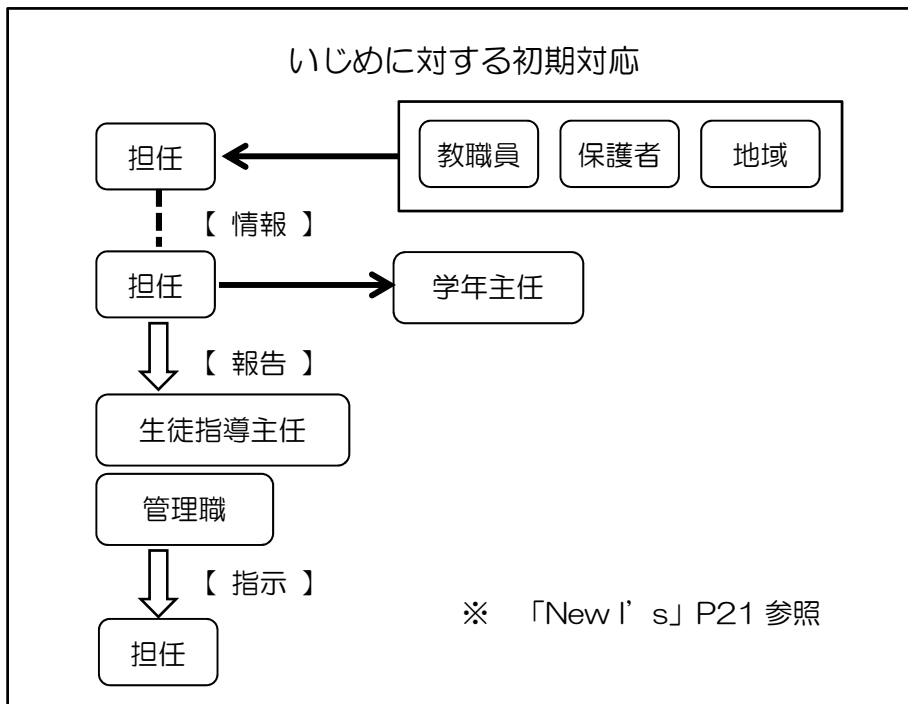 いじめに対する初期対応
担任
教職員 保護者 地域
【 情報 】
担任 学年主任
【 報告 】
生徒指導主任
管理職
【 指示 】
※ 「New I’s」P21 参照
担任